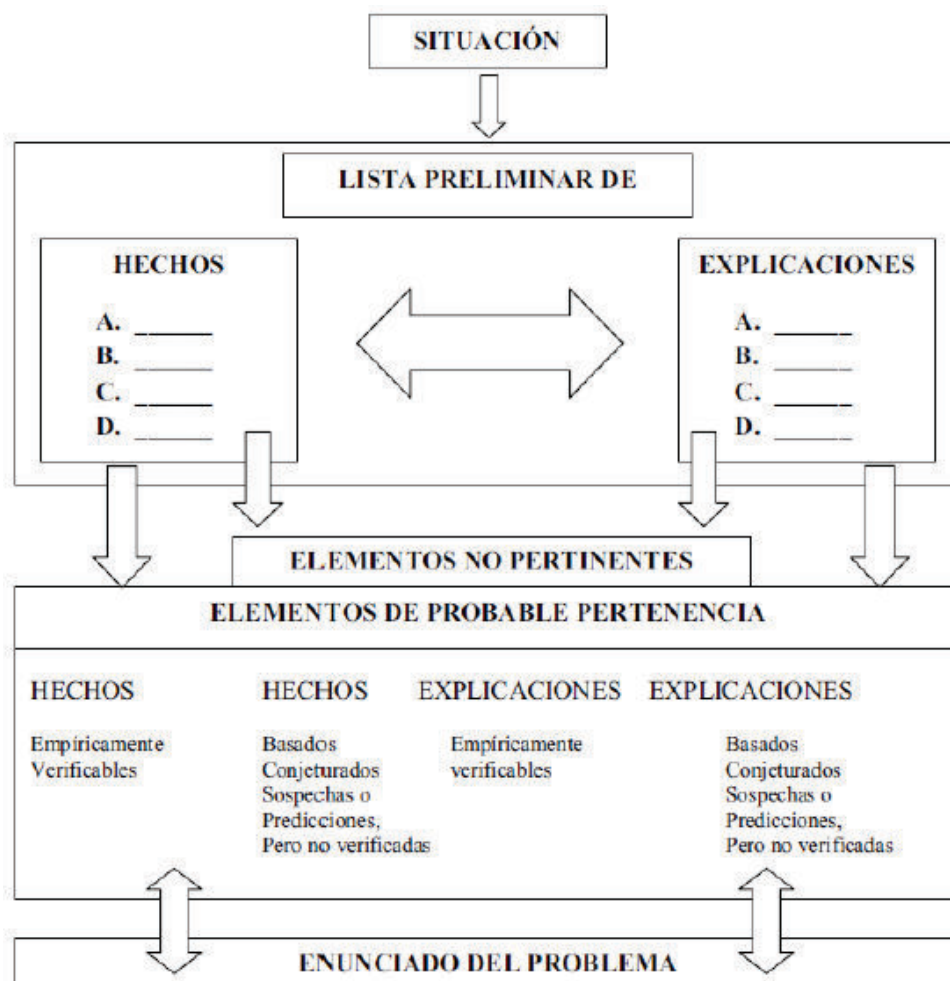 SITUACIÓN
LISTA PRELIMINAR DE
HECHOS
A. ______
B. ______
C. ______
D. ______
EXPLICACIONES
A. ______
B. ______
C. ______
D. ______
ELEMENTOS NO PERTINENTES
ELEMENTOS DE PROBABLE PERTENENCIA
HECHOS
Empíricamente
Verificables
HECHOS
Basados
Conjeturados
Sospechas o
Predicciones,
Pero no verificadas
EXPLICACIONES
Empíricamente
verificables
EXPLICACIONES
Basados
Conjeturados
Sospechas o
Predicciones,
Pero no verificadas
ENUNCIADO DEL PROBLEMA